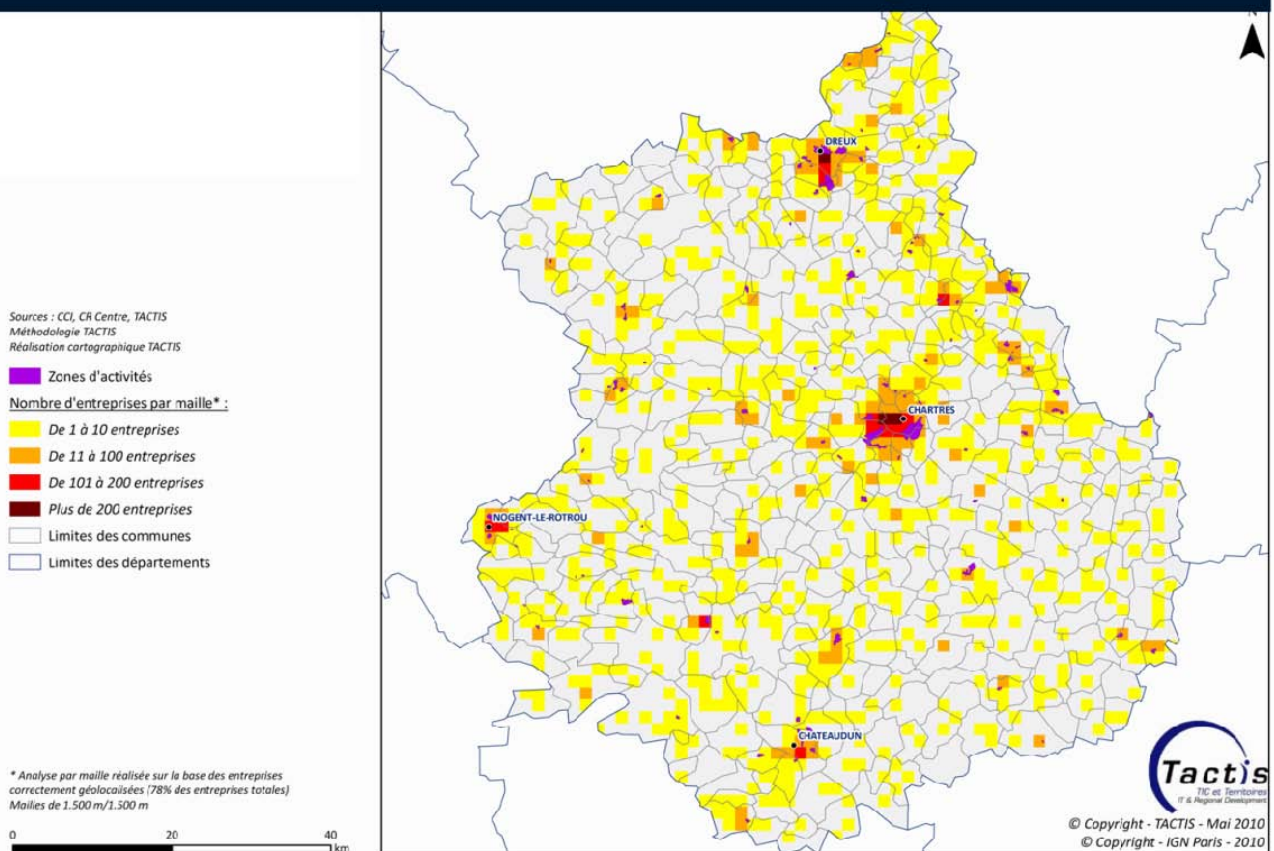 Sources : CCI, CR Centre, TACTIS
Méthodologie TACTIS
Réalisation cartographique TACTIS
Zones d'activités
Nombre d'entreprises par maille* :
De 1 à 10 entreprises
De 11 à 100 entreprises
De 101 à 200 entreprises
Plus de 200 entreprises
Limites des communes
Limites des départements
* Analyse par maille réalisée sur la base des entreprises
correctement géolocalisées (78% des entreprises totales)
Mailles de 1.500 m/1.500 m
0 20 40
km
N
DREUX
CHARTRES
NOGENT-LE-ROTROU
CHATEAUDUN
Tactis
TIC et Territoires
IT & Regional Development
© Copyright - TACTIS - Mai 2010
© Copyright - IGN Paris - 2010